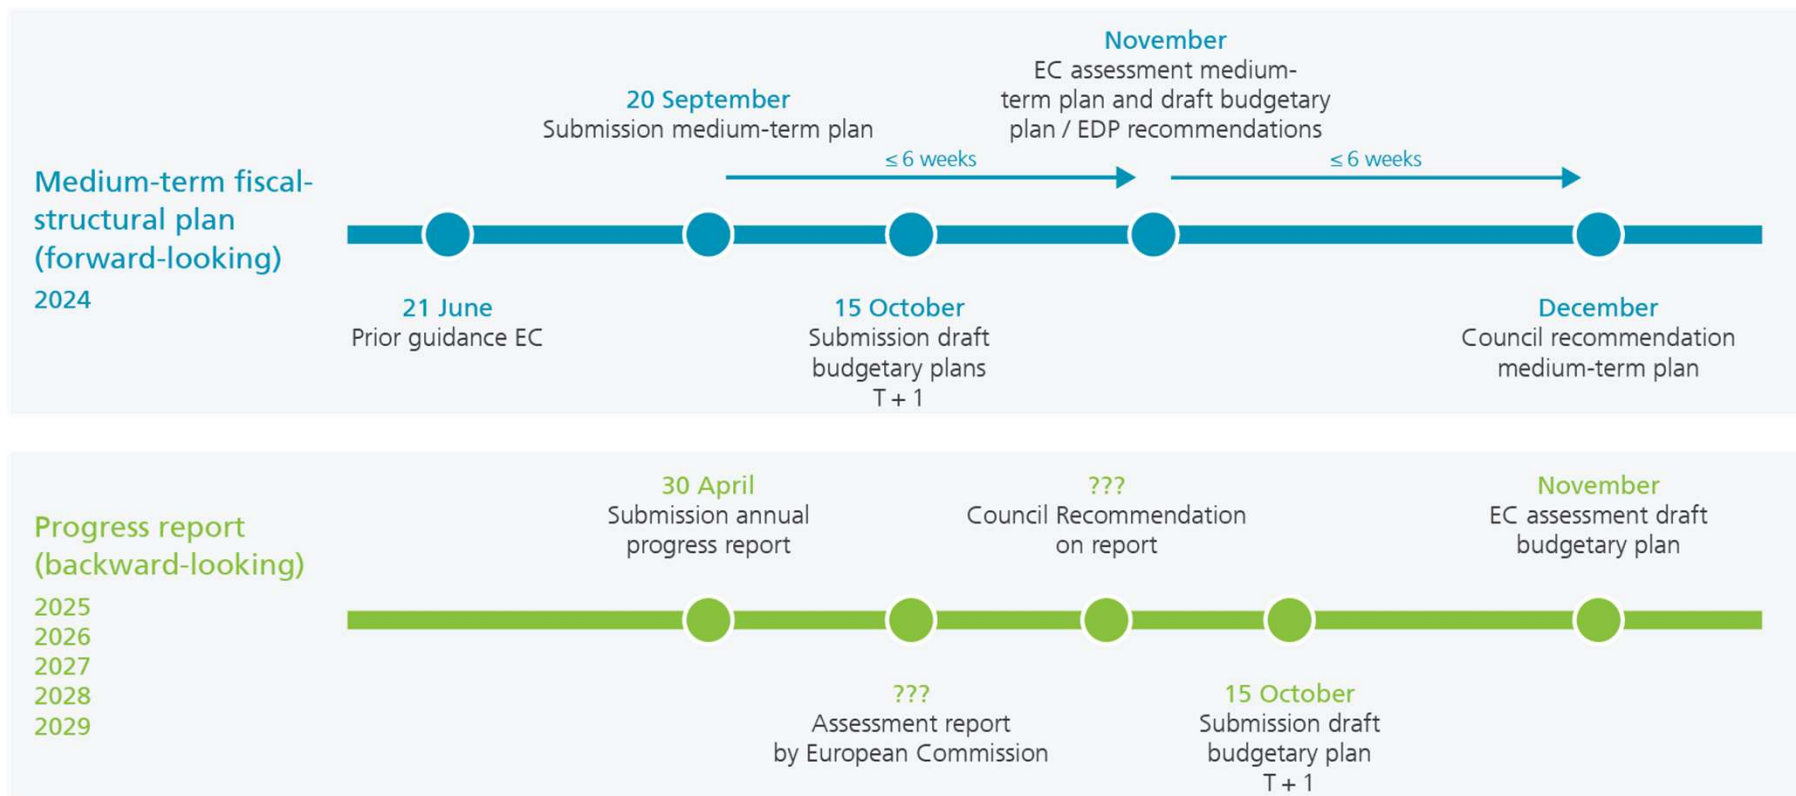 Medium-term fiscal-
structural plan
(forward-looking)
2024
21 June
Prior guidance EC
20 September
Submission medium-term plan
≤ 6 weeks
15 October
Submission draft
budgetary plans
T + 1
November
EC assessment medium-
term plan and draft budgetary
plan / EDP recommendations
≤ 6 weeks
December
Council recommendation
medium-term plan
Progress report
(backward-looking)
2025
2026
2027
2028
2029
30 April
Submission annual
progress report
???
Assessment report
by European Commission
???
Council Recommendation
on report
15 October
Submission draft
budgetary plan
T + 1
November
EC assessment draft
budgetary plan